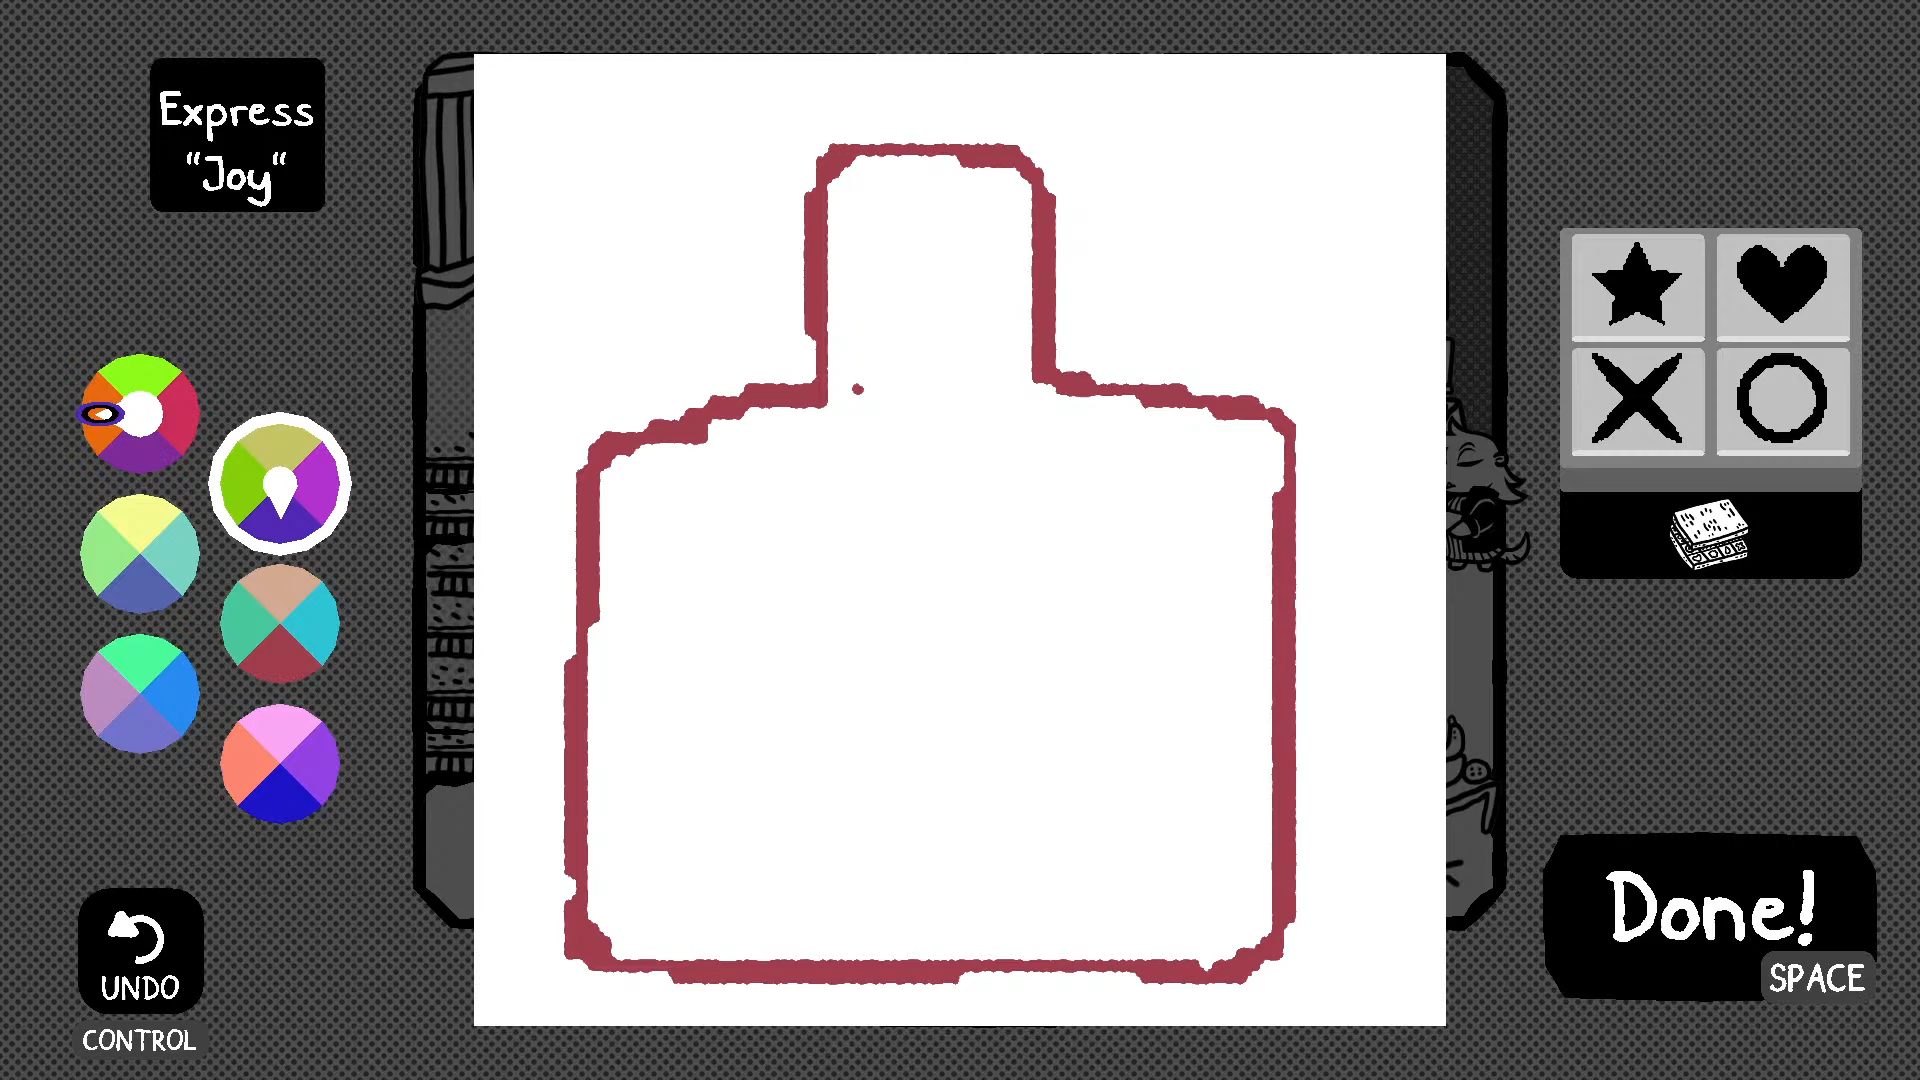 Express
“Joy“
UNDO
CONTROL
Done!
SPACE